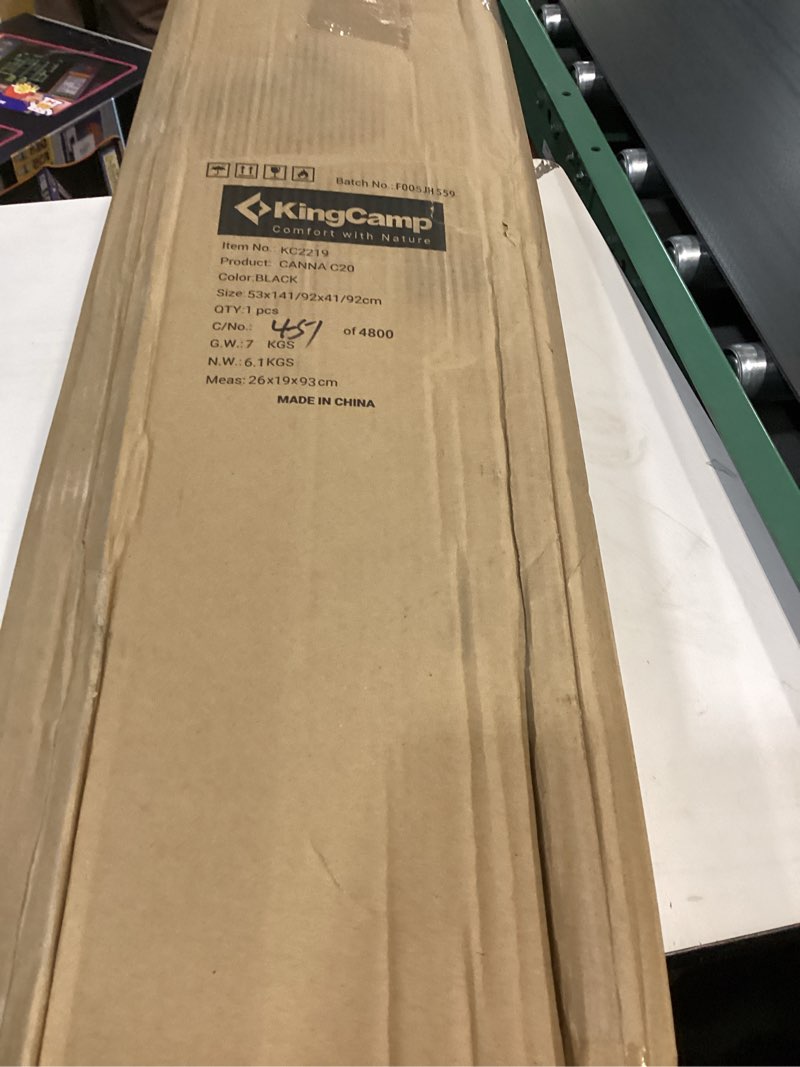 Batch No.:F005JH559
KingCamp
Comfort with Nature
Item No.: KC2219
Product: CANNA C20
Color:BLACK
Size:53x141/92x41/92cm
QTY:1 pcs
C/No.: 451 of 4800
G.W.:7 KGS
N.W.:6.1KGS
Meas:26x19x93cm
MADE IN CHINA